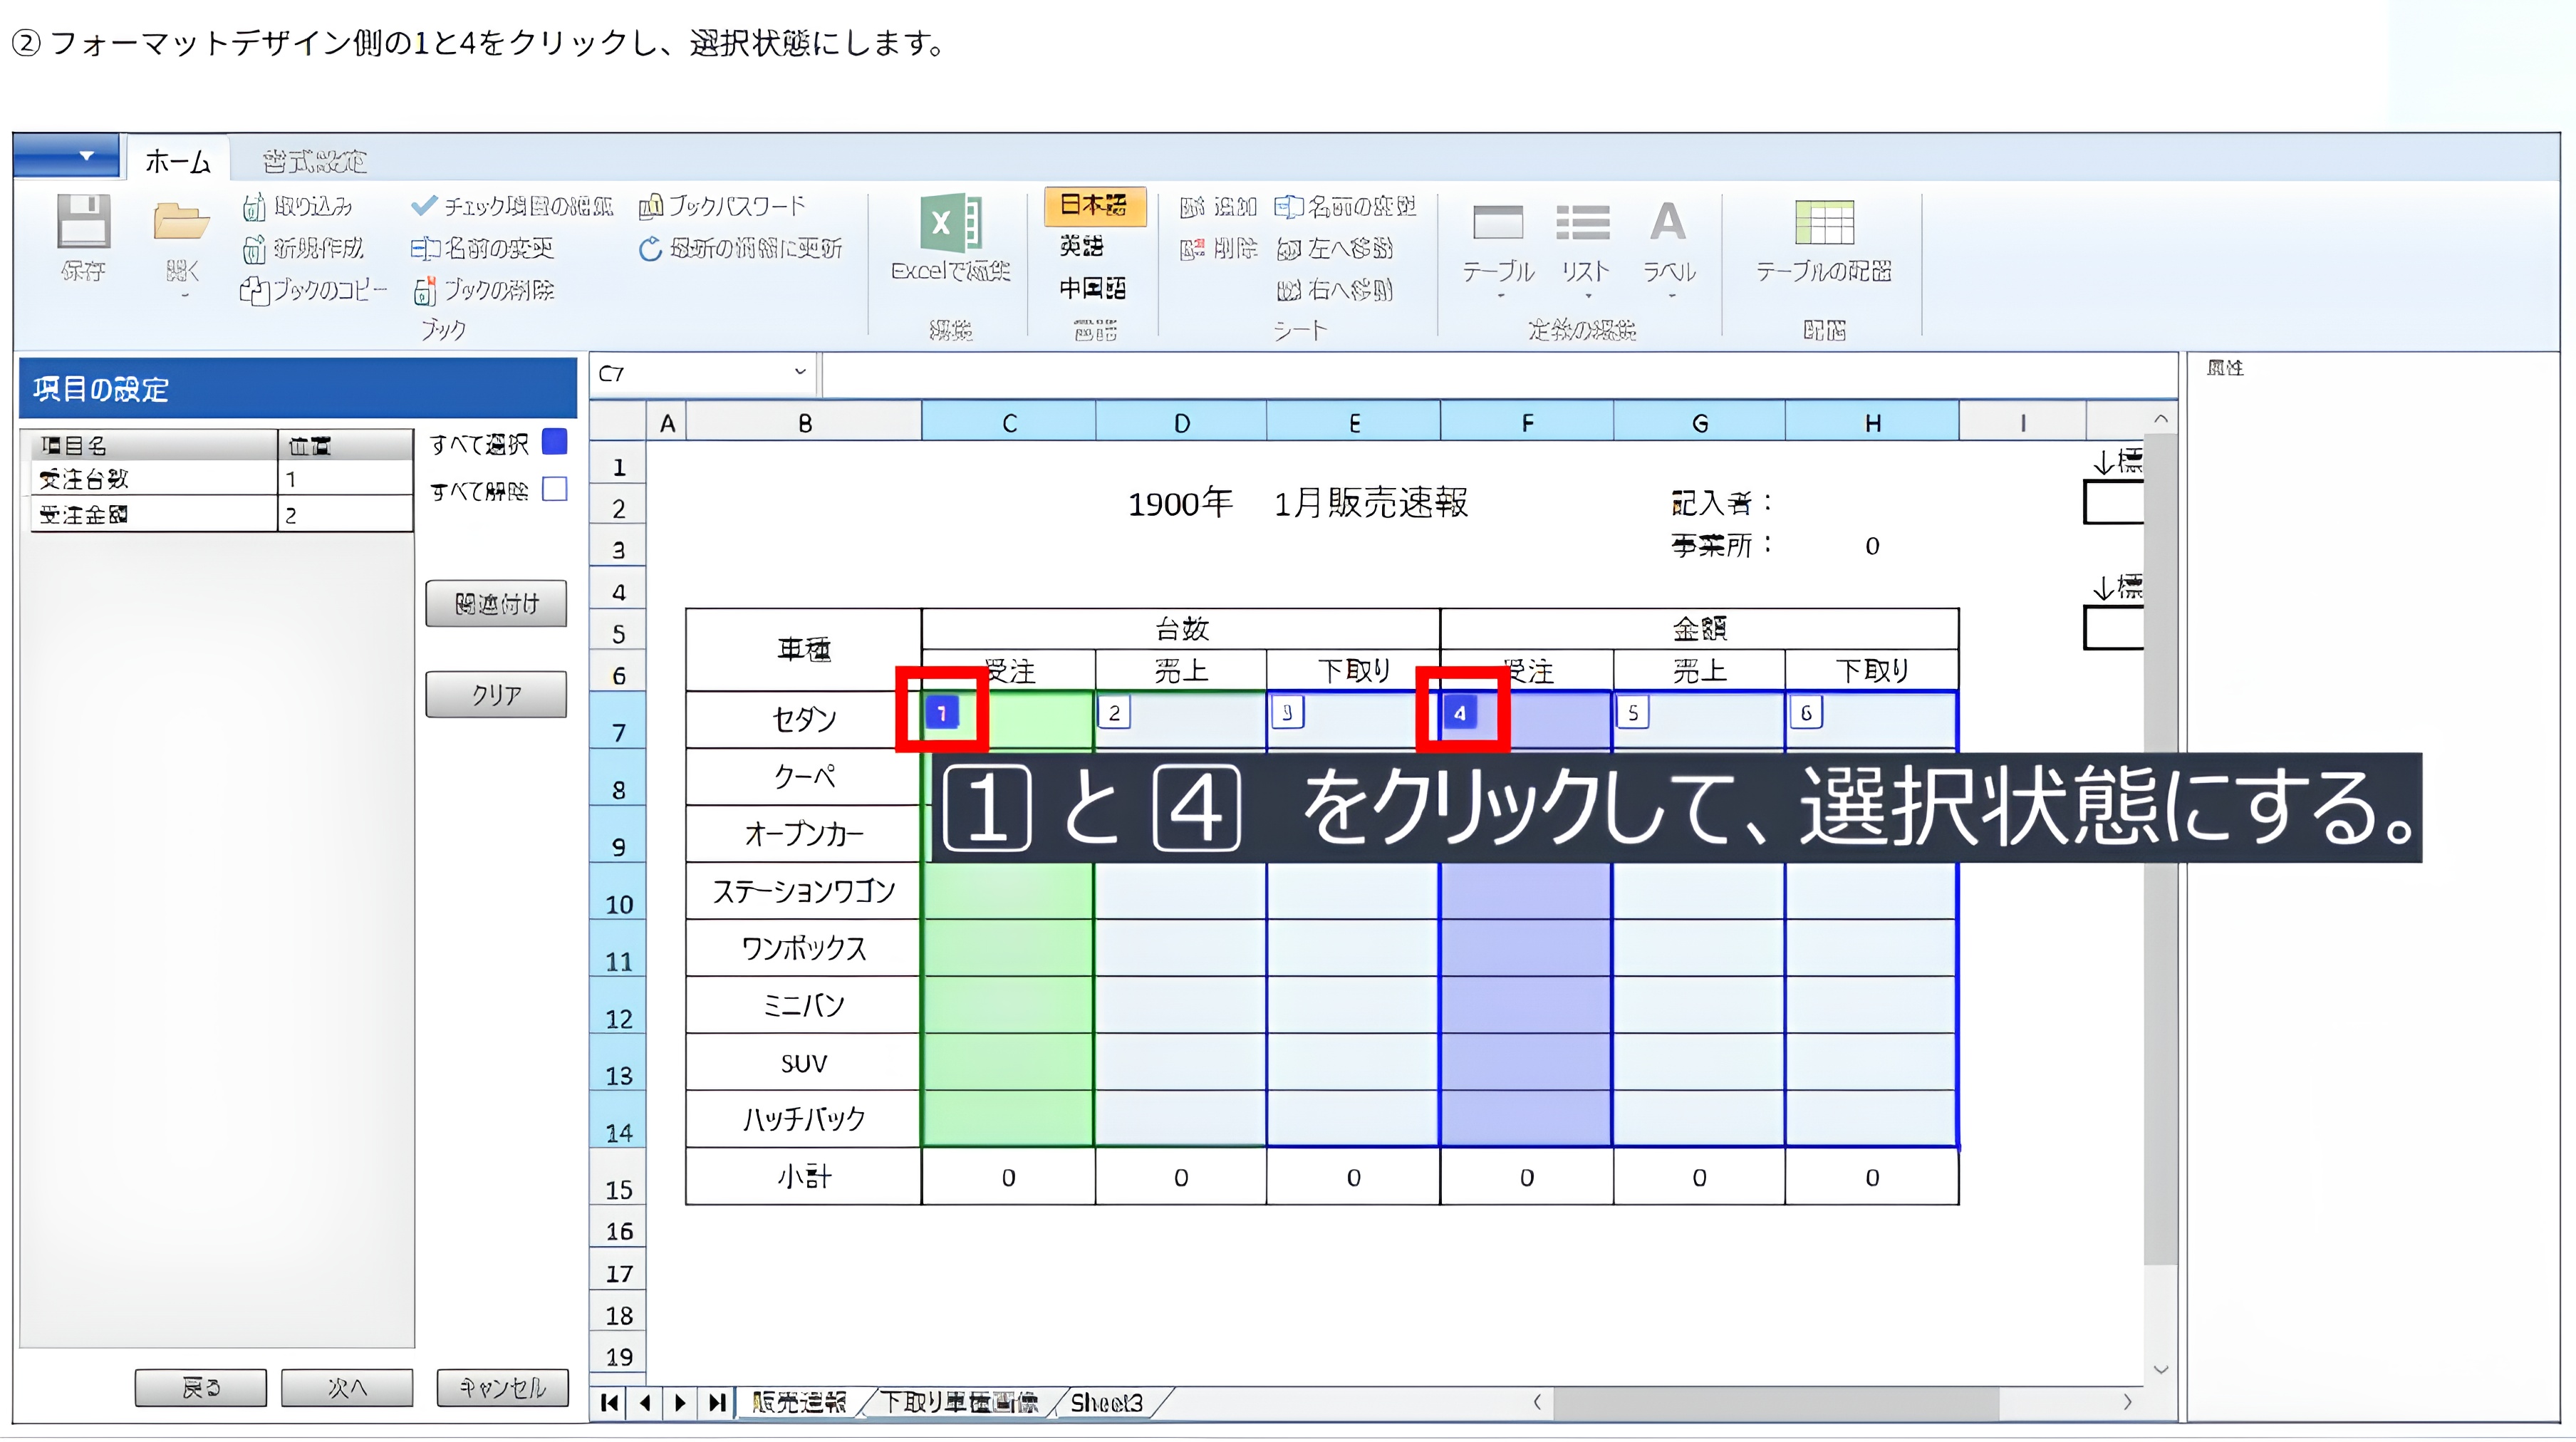 ② フォーマットデザイン側の1と4をクリックし、選択状態にします。
ホーム 書式設定
保存
開く
取り込み
新規作成
ブックのコピー
チェック項目の編集
名前の変更
ブックの削除
ブックパスワード
最新の情報に更新
ブック
Excelで編集
編集
日本語
英語
中国語
言語
追加
削除
名前の変更
左へ移動
右へ移動
シート
テーブル
リスト
ラベル
定義の編集
テーブルの配置
配置
項目の設定
項目名 位置
受注台数 1
受注金額 2
すべて選択
すべて解除
関連付け
クリア
戻る 次へ キャンセル
C7
属性
A B C D E F G H I
1 ↓標
2 1900年 1月販売速報 記入者：
3 事業所： 0
4 ↓標
5 車種 台数 金額
6 受注 売上 下取り 受注 売上 下取り
7 セダン 1 2 3 4 5 6
8 クーペ
9 オープンカー
1 と 4 をクリックして、選択状態にする。
10 ステーションワゴン
11 ワンボックス
12 ミニバン
13 SUV
14 ハッチバック
15 小計 0 0 0 0 0 0
16
17
18
19
販売速報 下取り車種画像 Sheet3